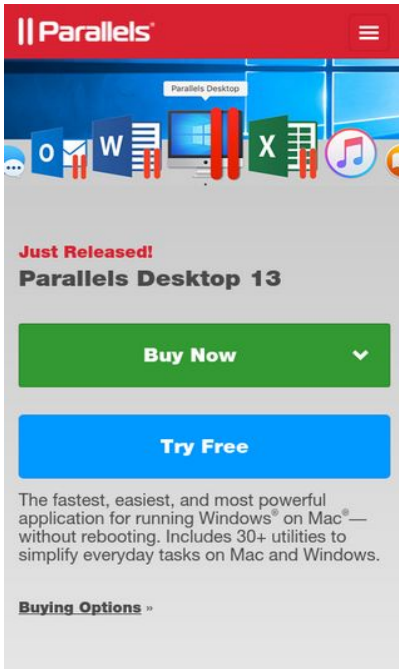 || Parallels®
Parallels Desktop
O
W
X
Just Released!
Parallels Desktop 13
Buy Now
Try Free
The fastest, easiest, and most powerful
application for running Windows® on Mac®—
without rebooting. Includes 30+ utilities to
simplify everyday tasks on Mac and Windows.
Buying Options »